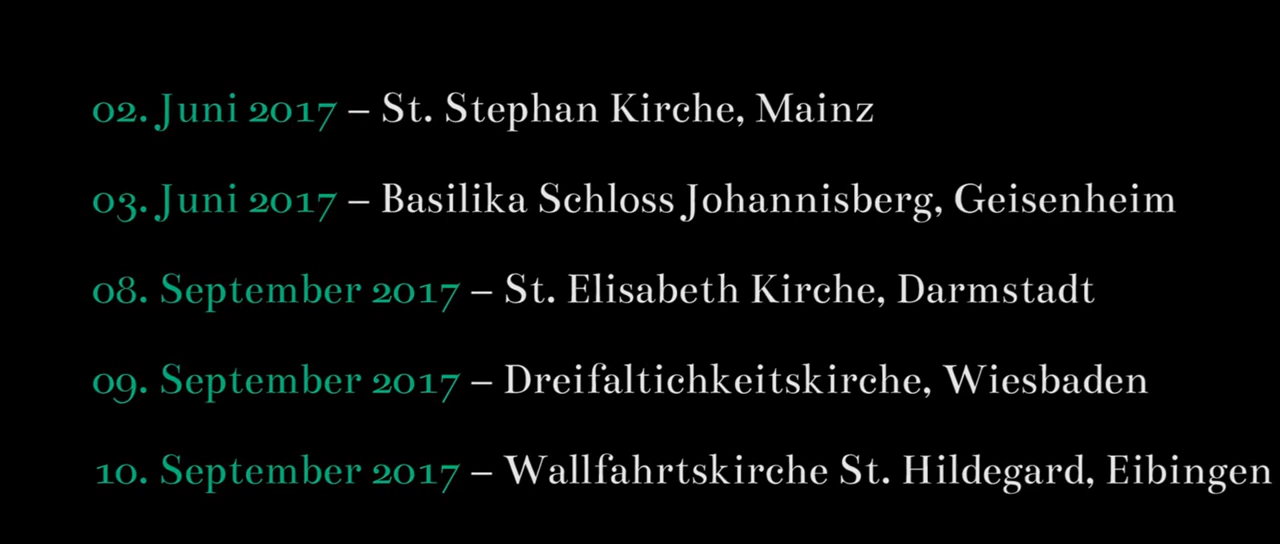 02. Juni 2017 – St. Stephan Kirche, Mainz
03. Juni 2017 – Basilika Schloss Johannisberg, Geisenheim
08. September 2017 – St. Elisabeth Kirche, Darmstadt
09. September 2017 – Dreifaltichkeitskirche, Wiesbaden
10. September 2017 – Wallfahrtskirche St. Hildegard, Eibingen